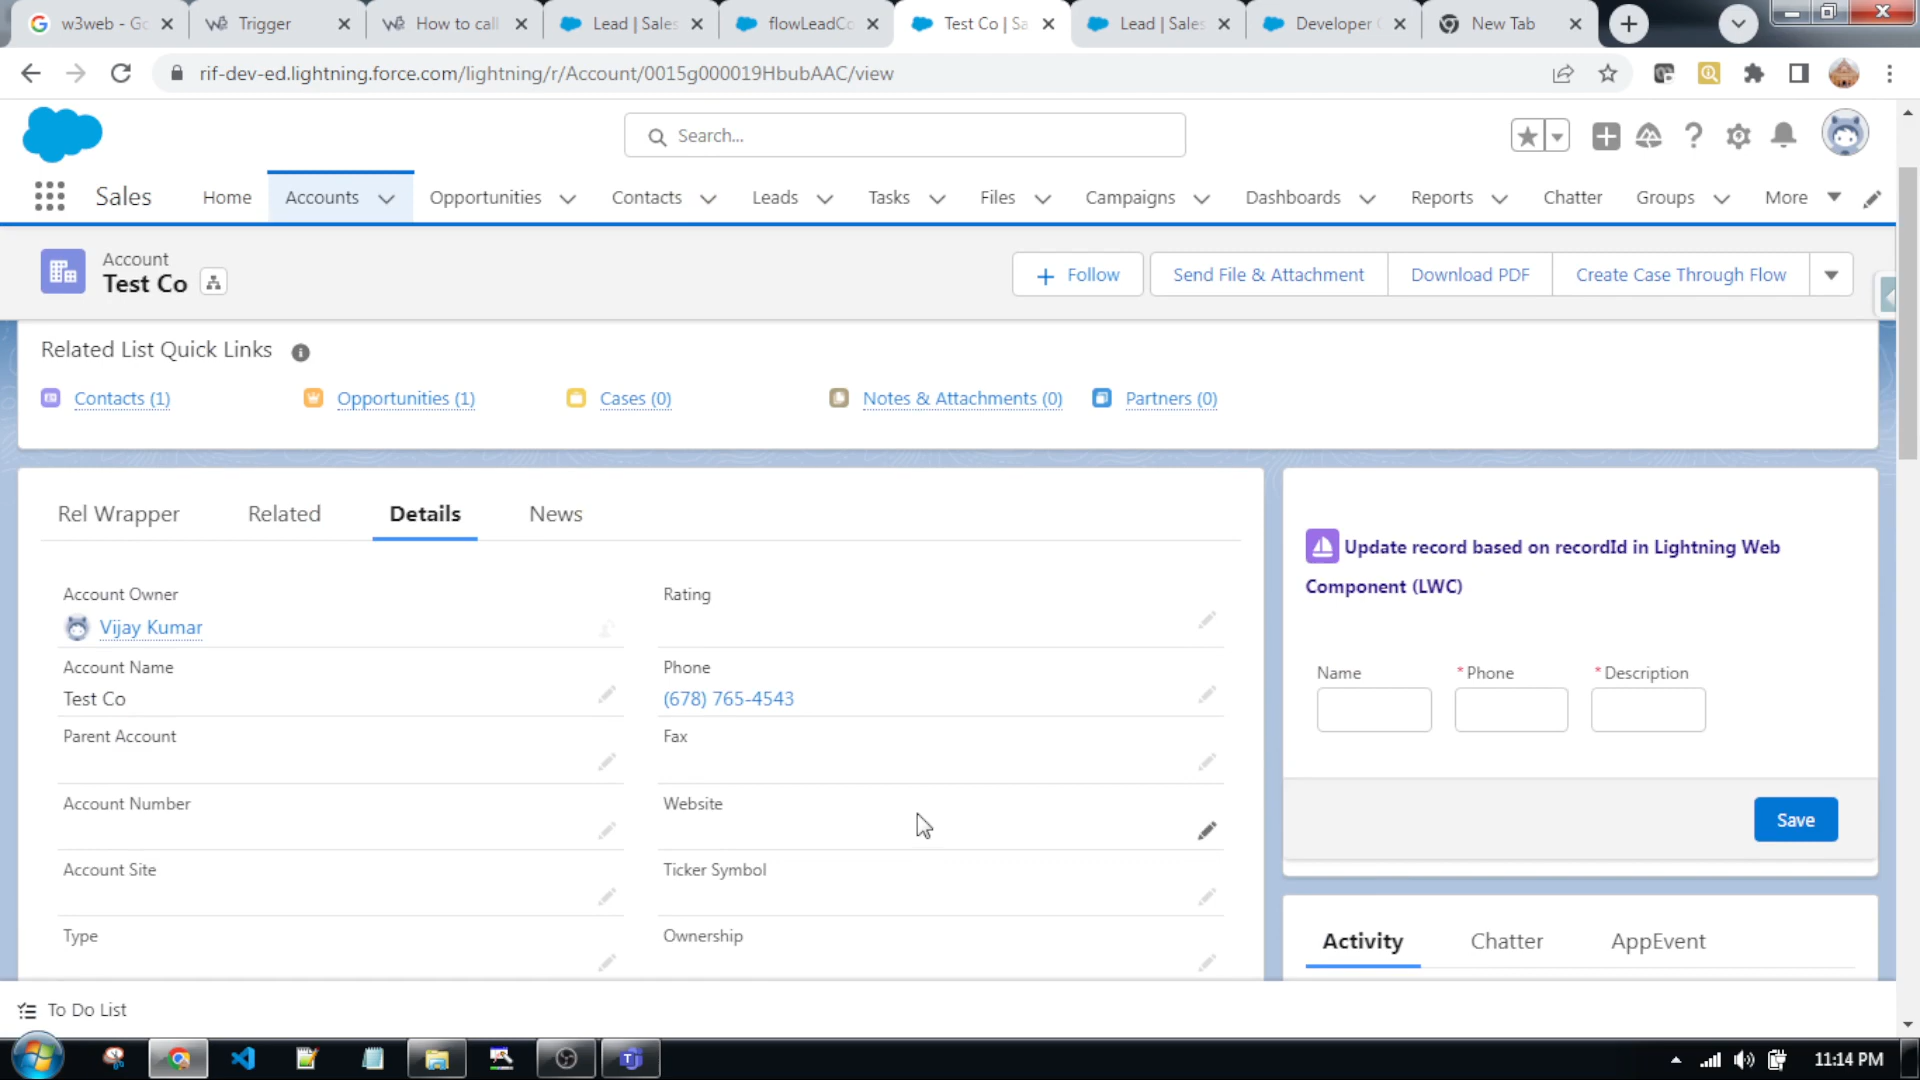 w3web - Go
Trigger
How to call
Lead | Sales
flowLeadCo
Test Co | Sa
Lead | Sales
Developer C
New Tab
rif-dev-ed.lightning.force.com/lightning/r/Account/0015g000019HbubAAC/view
Search...
Sales
Home
Accounts
Opportunities
Contacts
Leads
Tasks
Files
Campaigns
Dashboards
Reports
Chatter
Groups
More
Account
Test Co
Follow
Send File & Attachment
Download PDF
Create Case Through Flow
Related List Quick Links
Contacts (1)
Opportunities (1)
Cases (0)
Notes & Attachments (0)
Partners (0)
Rel Wrapper
Related
Details
News
Account Owner
Vijay Kumar
Rating
Account Name
Test Co
Phone
(678) 765-4543
Parent Account
Fax
Account Number
Website
Account Site
Ticker Symbol
Type
Ownership
Update record based on recordId in Lightning Web
Component (LWC)
Name
* Phone
* Description
Save
Activity
Chatter
AppEvent
To Do List
11:14 PM